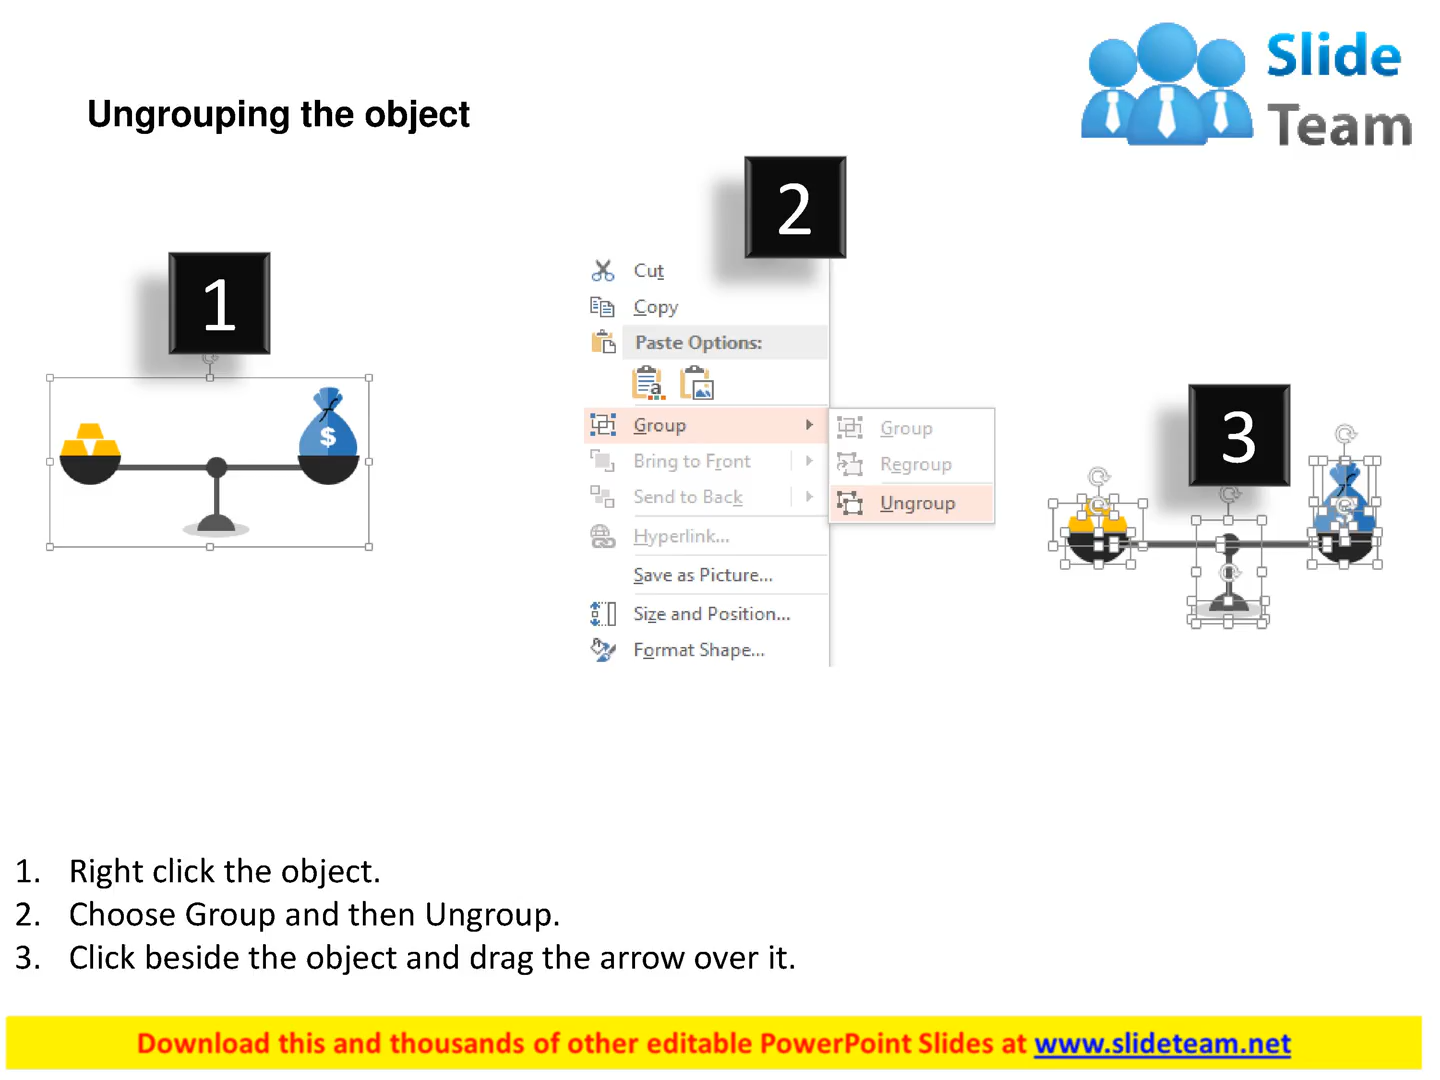 Slide
Team
Ungrouping the object
1
2
3
Cut
Copy
Paste Options:
a
Group
Bring to Front
Send to Back
Hyperlink...
Save as Picture...
Size and Position...
Format Shape...
Group
Regroup
Ungroup
$
1. Right click the object.
2. Choose Group and then Ungroup.
3. Click beside the object and drag the arrow over it.
Download this and thousands of other editable PowerPoint Slides at www.slideteam.net